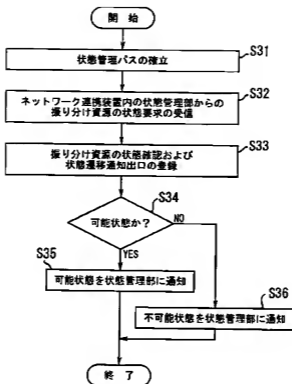 開始
S31
状態管理パスの確立
S32
ネットワーク連携装置内の状態管理部からの
振り分け資源の状態要求の受信
S33
振り分け資源の状態確認および
状態遷移通知出口の登録
S34
可能状態か?
NO
YES
S35
可能状態を状態管理部に通知
S36
不可能状態を状態管理部に通知
終了